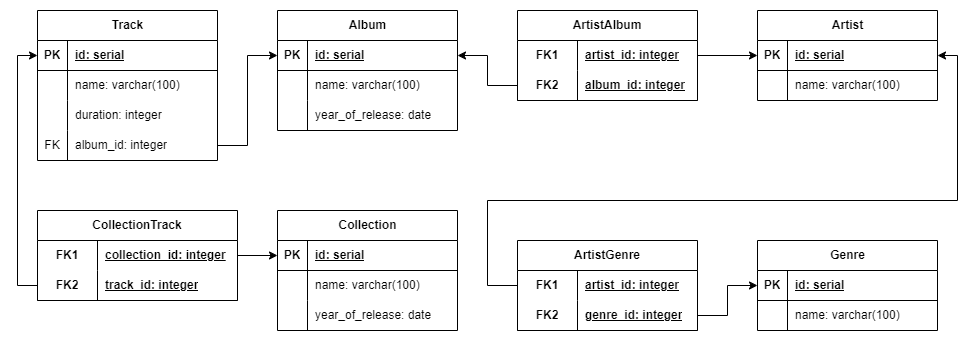 Track
PK id: serial
name: varchar(100)
duration: integer
FK album_id: integer
Album
PK id: serial
name: varchar(100)
year_of_release: date
ArtistAlbum
FK1 artist_id: integer
FK2 album_id: integer
Artist
PK id: serial
name: varchar(100)
CollectionTrack
FK1 collection_id: integer
FK2 track_id: integer
Collection
PK id: serial
name: varchar(100)
year_of_release: date
ArtistGenre
FK1 artist_id: integer
FK2 genre_id: integer
Genre
PK id: serial
name: varchar(100)